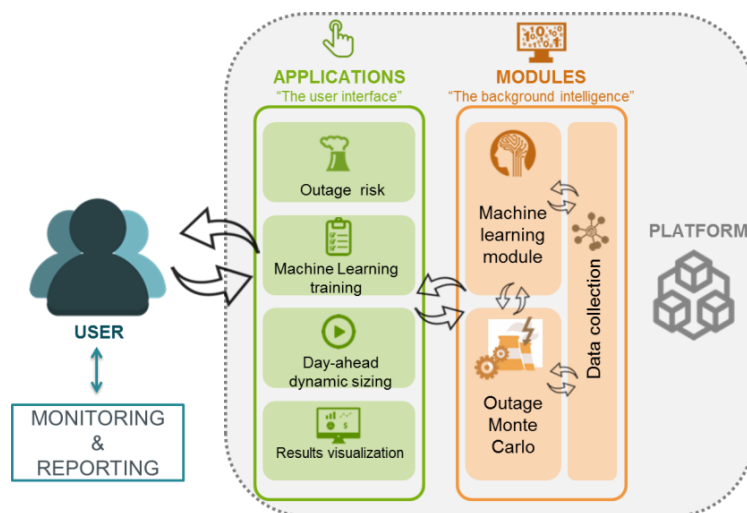 APPLICATIONS
"The user interface"
Outage risk
Machine Learning
training
Day-ahead
dynamic sizing
Results visualization
MODULES
"The background intelligence"
Machine
learning
module
Outage
Monte
Carlo
Data collection
PLATFORM
USER
MONITORING
&
REPORTING